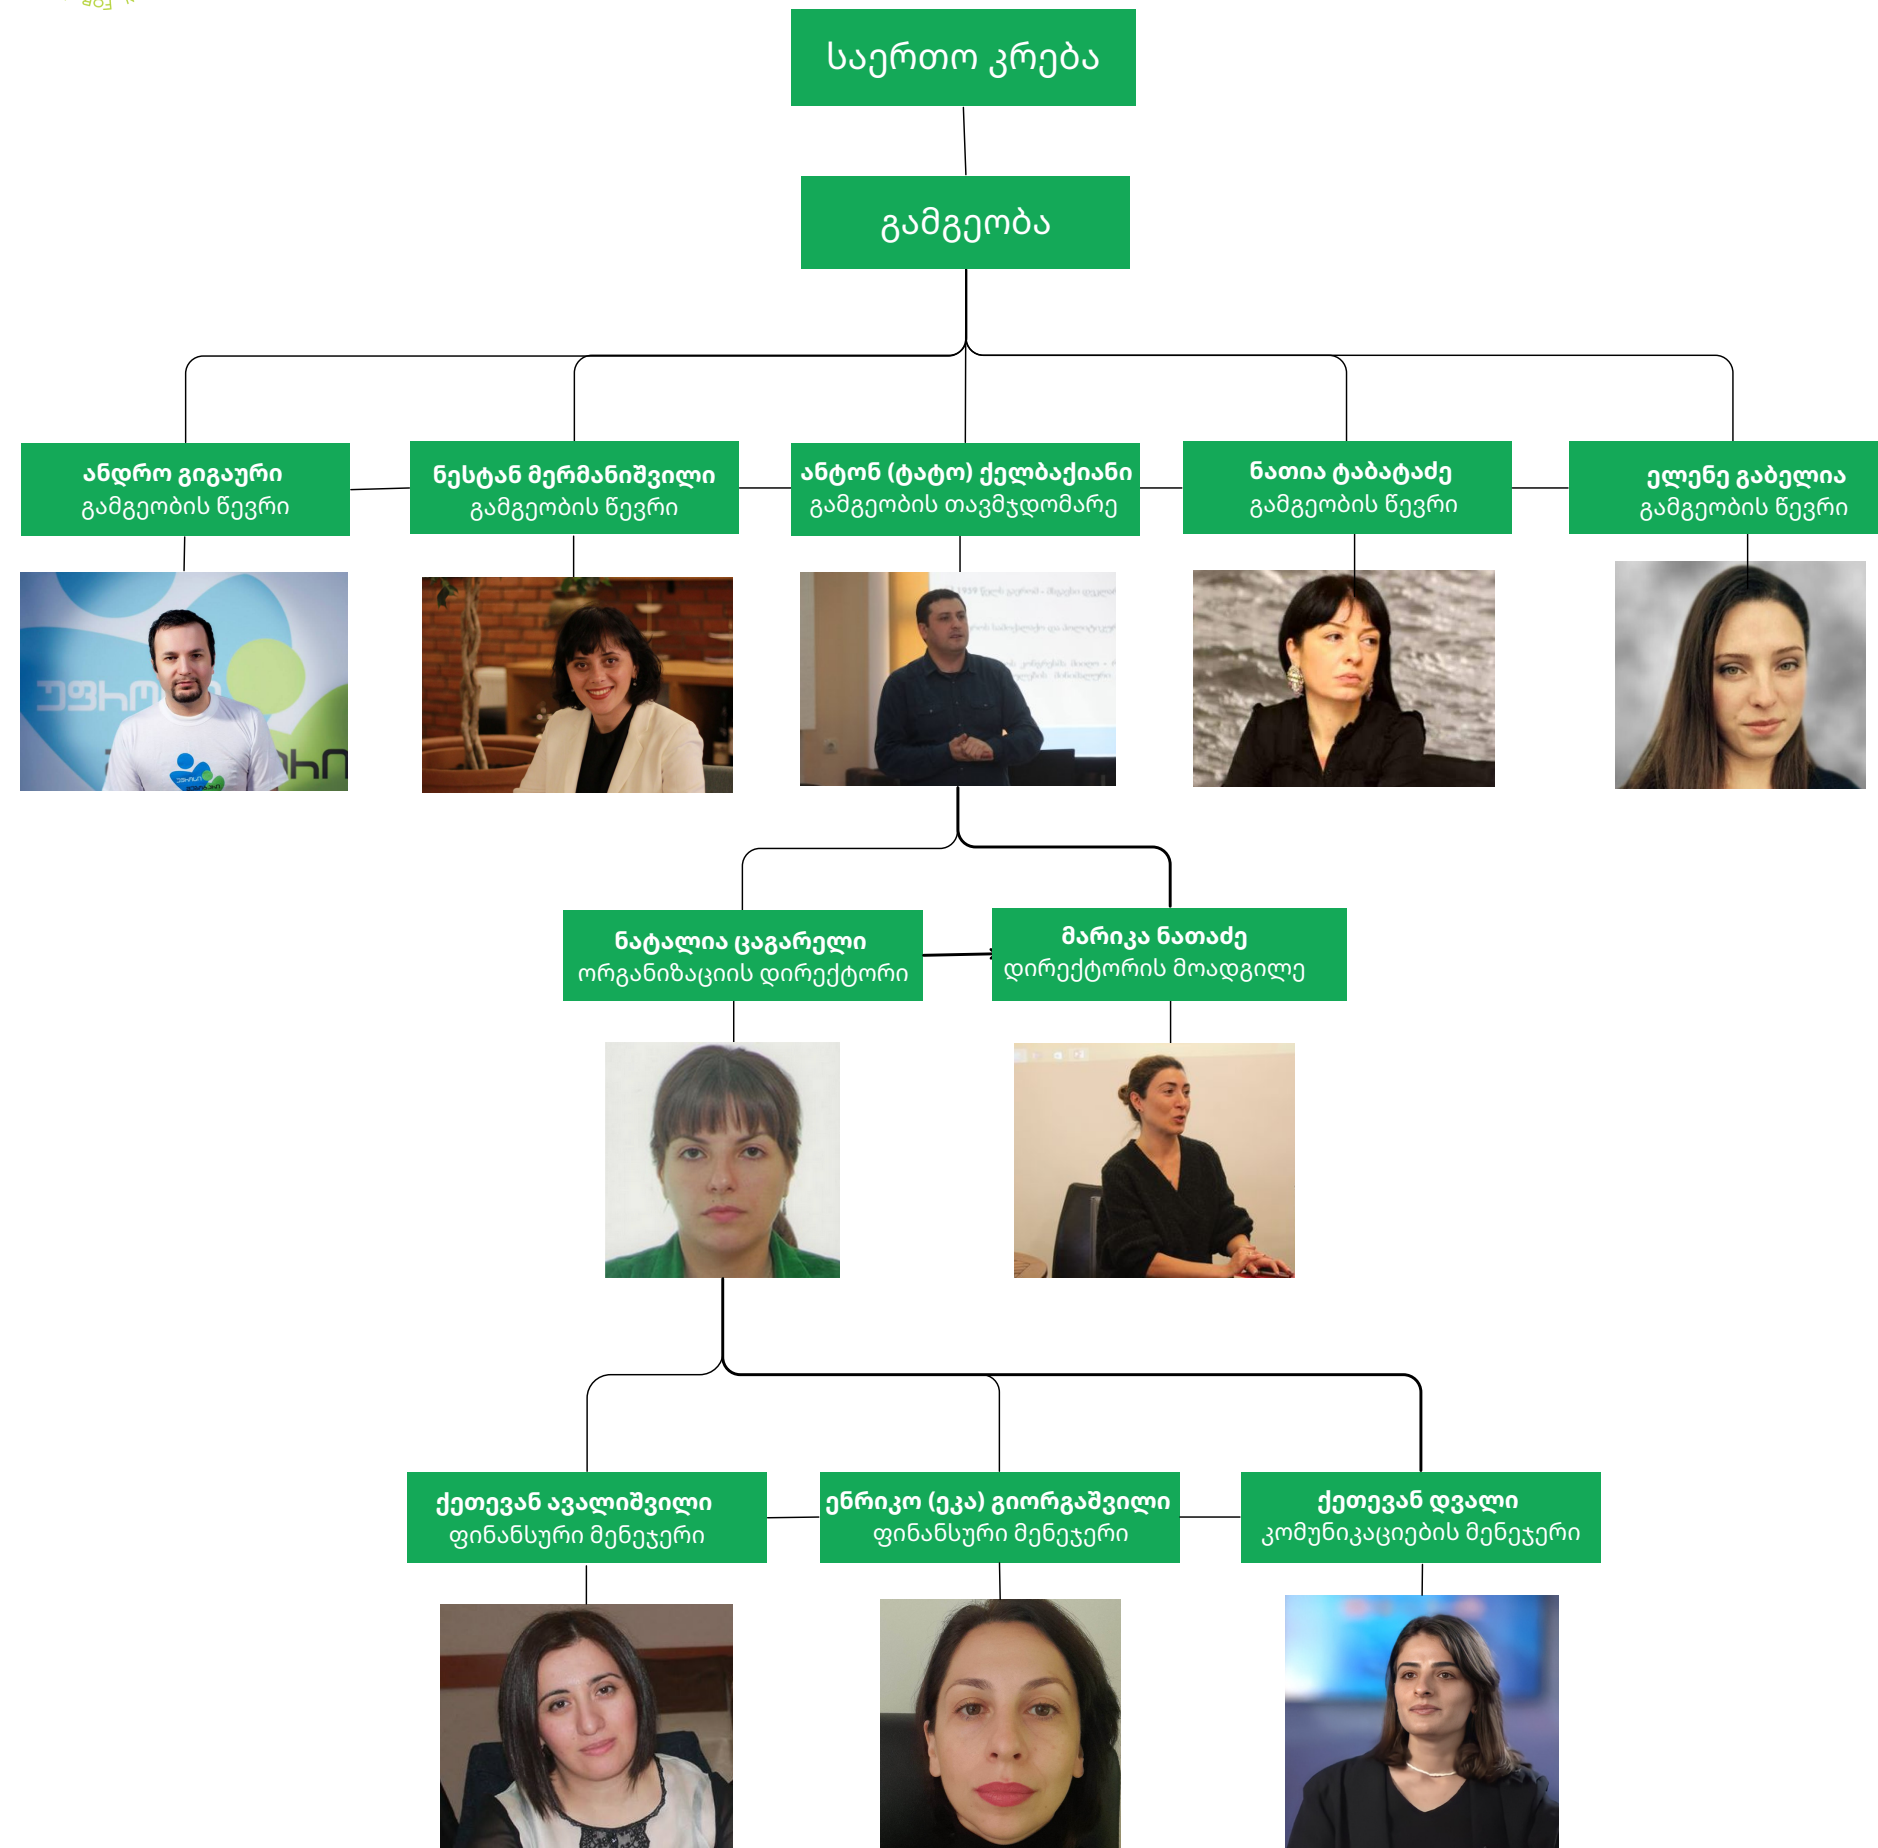 FOR
საერთო კრება
გამგეობა
ანდრო გიგაური
გამგეობის წევრი
ნესტან მერმანიშვილი
გამგეობის წევრი
ანტონ (ტატო) ქელბაქიანი
გამგეობის თავმჯდომარე
ნათია ტაბატაძე
გამგეობის წევრი
ელენე გაბელია
გამგეობის წევრი
ნატალია ცაგარელი
ორგანიზაციის დირექტორი
მარიკა ნათაძე
დირექტორის მოადგილე
ქეთევან ავალიშვილი
ფინანსური მენეჯერი
ენრიკო (ეკა) გიორგაშვილი
ფინანსური მენეჯერი
ქეთევან დვალი
კომუნიკაციების მენეჯერი